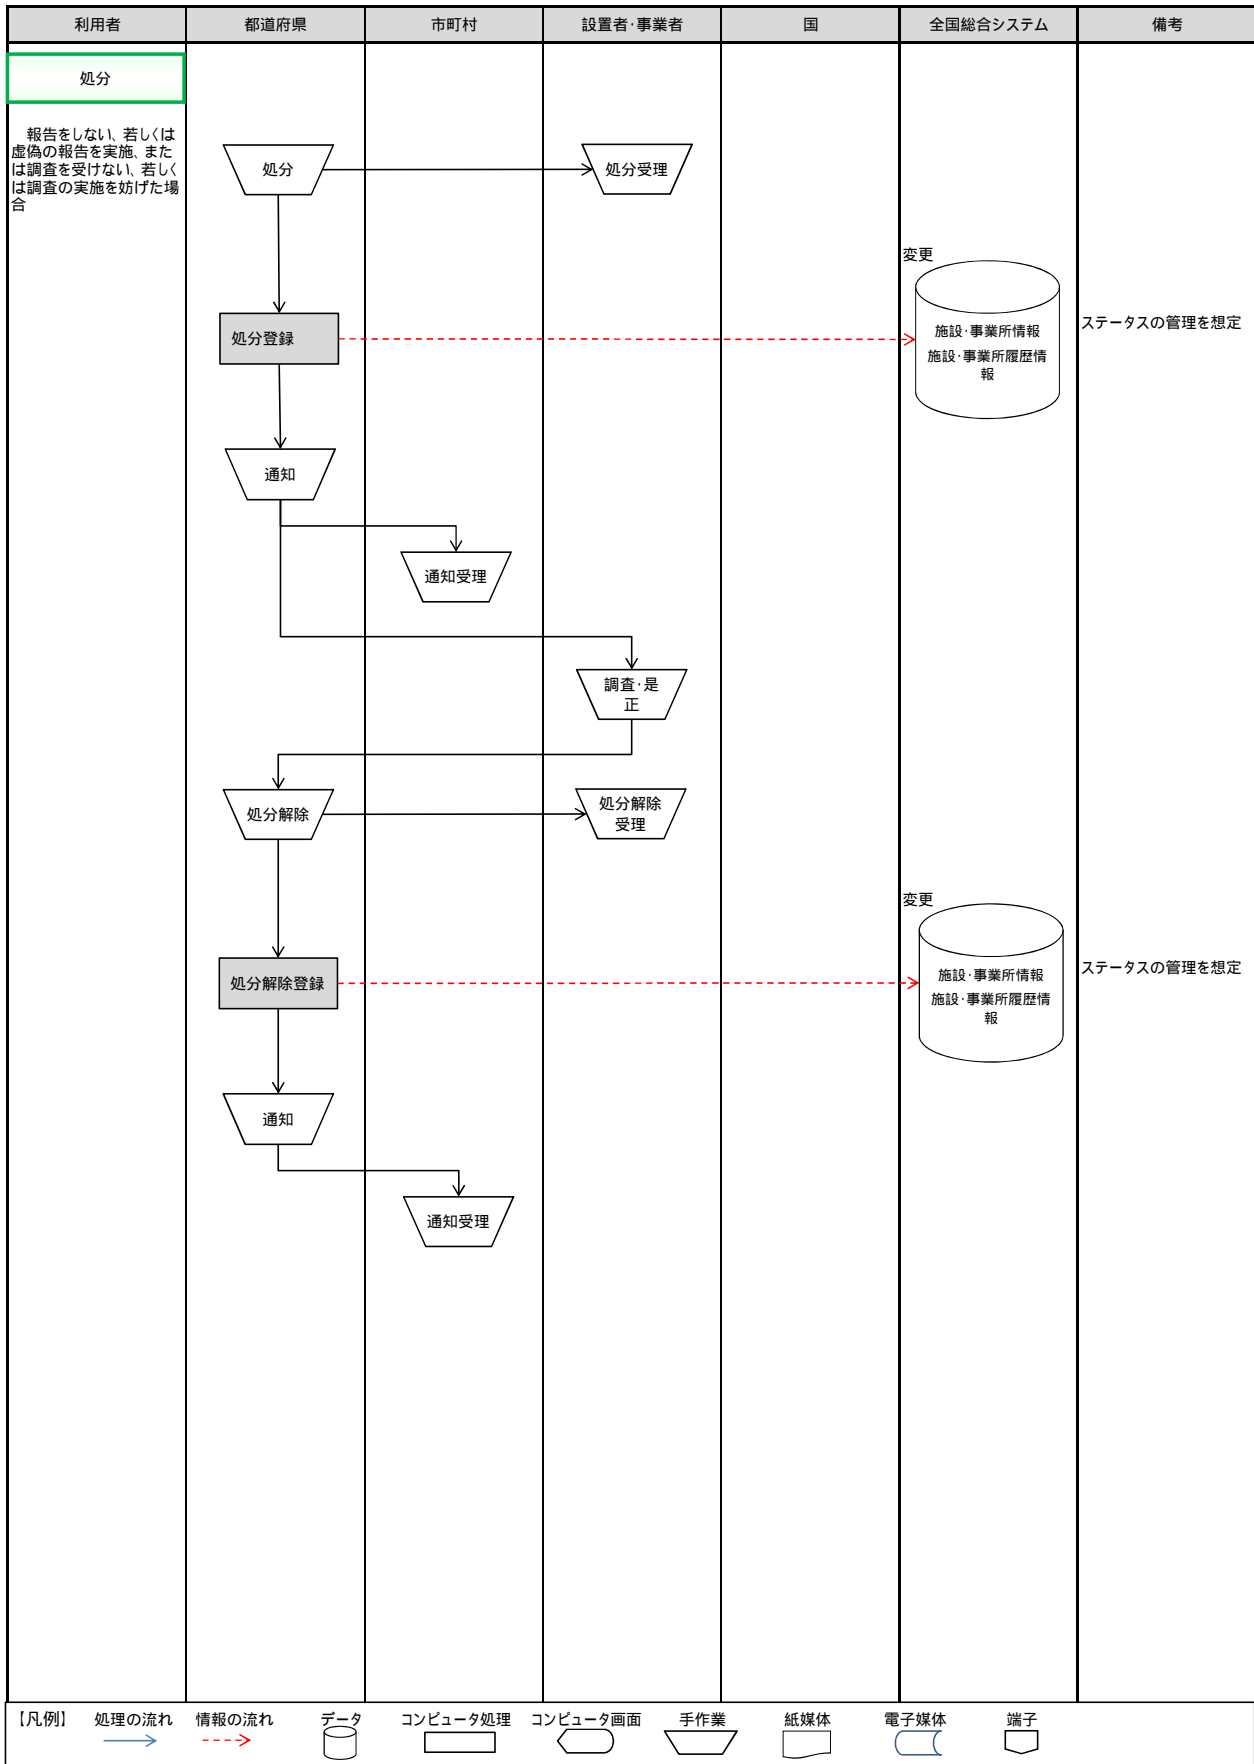 利用者 都道府県 市町村 設置者・事業者 国 全国総合システム 備考
処分
報告をしない、若しくは
虚偽の報告を実施、また
は調査を受けない、若しく
は調査の実施を妨げた場
合
処分
処分受理
変更
施設・事業所情報
施設・事業所履歴情
報
ステータスの管理を想定
処分登録
通知
通知受理
調査・是
正
処分解除
処分解除
受理
変更
施設・事業所情報
施設・事業所履歴情
報
ステータスの管理を想定
処分解除登録
通知
通知受理
【凡例】 処理の流れ 情報の流れ データ コンピュータ処理 コンピュータ画面 手作業 紙媒体 電子媒体 端子